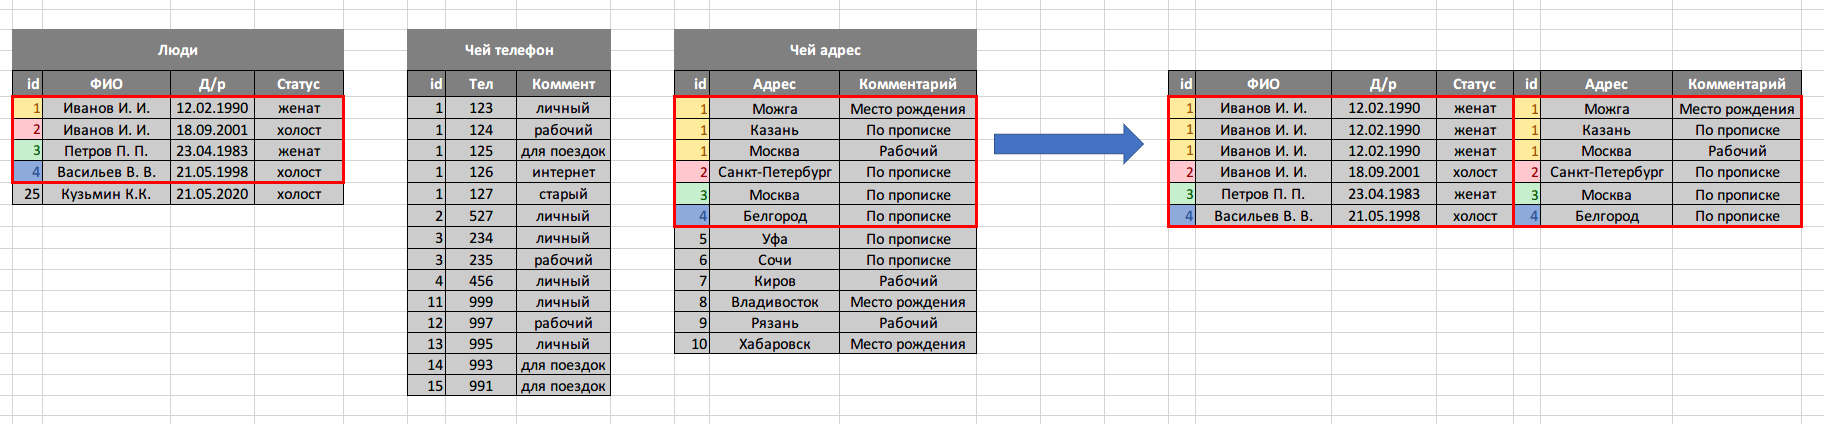 Люди Чей телефон Чей адрес
id ФИО Д/р Статус id Тел Коммент id Адрес Комментарий id ФИО Д/р Статус id Адрес Комментарий
1 Иванов И. И. 12.02.1990 женат 1 123 личный 1 Можга Место рождения 1 Иванов И. И. 12.02.1990 женат 1 Можга Место рождения
2 Иванов И. И. 18.09.2001 холост 1 124 рабочий 1 Казань По прописке 1 Иванов И. И. 12.02.1990 женат 1 Казань По прописке
3 Петров П. П. 23.04.1983 женат 1 125 для поездок 1 Москва Рабочий 1 Иванов И. И. 12.02.1990 женат 1 Москва Рабочий
4 Васильев В. В. 21.05.1998 холост 1 126 интернет 2 Санкт-Петербург По прописке 2 Иванов И. И. 18.09.2001 холост 2 Санкт-Петербург По прописке
25 Кузьмин К.К. 21.05.2020 холост 1 127 старый 3 Москва По прописке 3 Петров П. П. 23.04.1983 женат 3 Москва По прописке
2 527 личный 4 Белгород По прописке 4 Васильев В. В. 21.05.1998 холост 4 Белгород По прописке
3 234 личный 5 Уфа По прописке
3 235 рабочий 6 Сочи По прописке
4 456 личный 7 Киров Рабочий
11 999 личный 8 Владивосток Место рождения
12 997 рабочий 9 Рязань Рабочий
13 995 личный 10 Хабаровск Место рождения
14 993 для поездок
15 991 для поездок